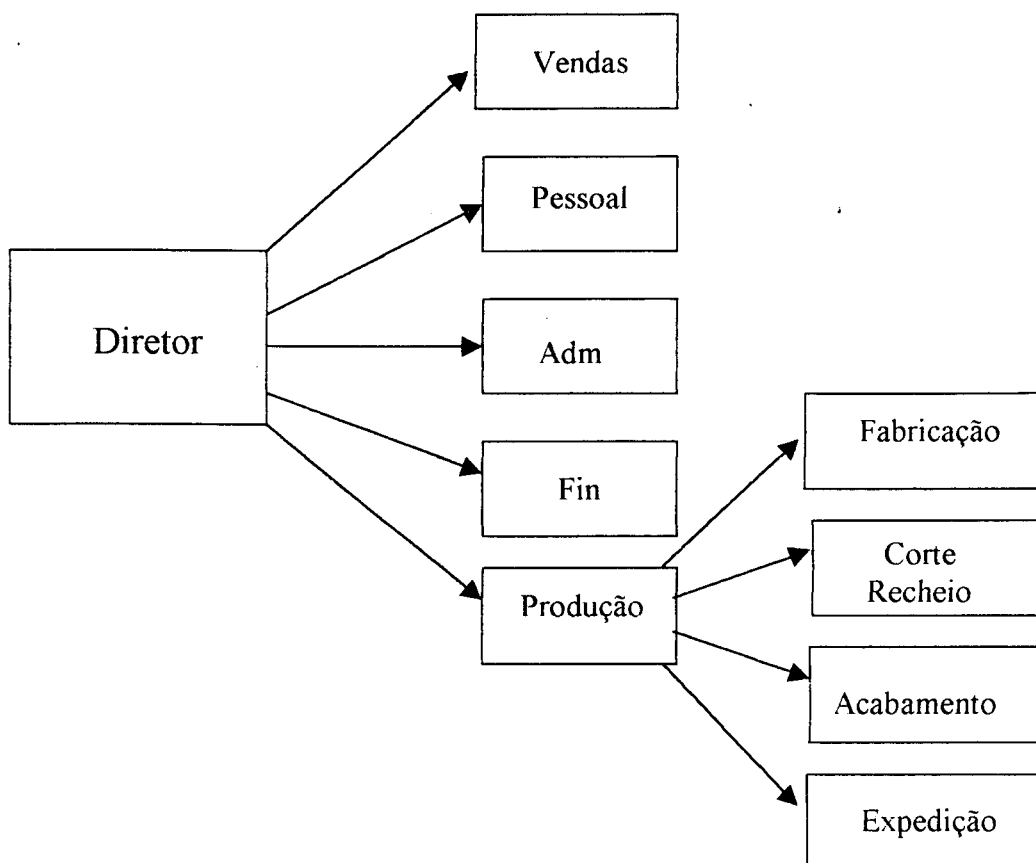 Vendas
Pessoal
Diretor
Adm
Fin
Produção
Fabricação
Corte
Recheio
Acabamento
Expedição